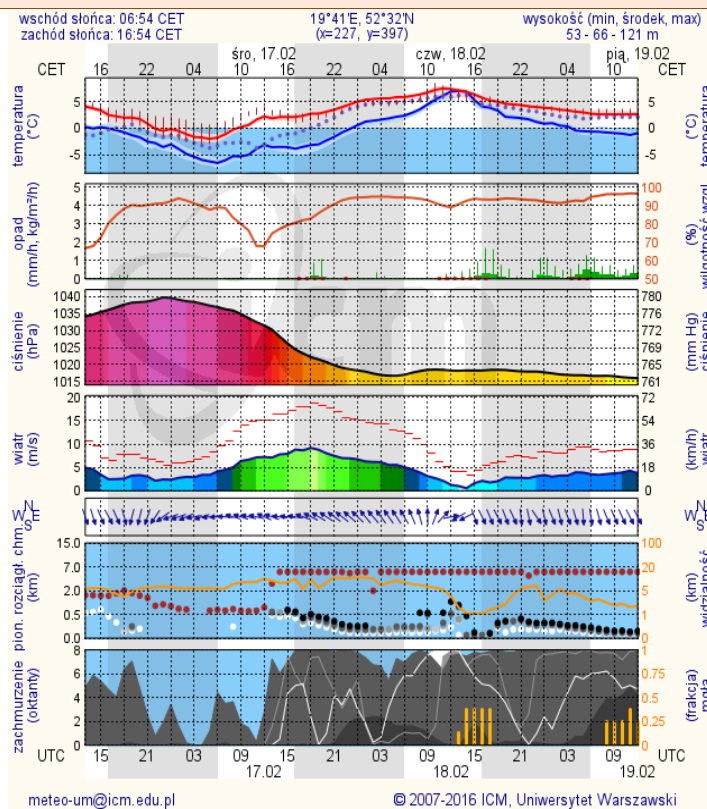 wschód słońca: 06:54 CET 19°41'E, 52°32'N wysokość (min, środek, max)
zachód słońca: 16:54 CET (x=227, y=397) 53 - 66 - 121 m
śro, 17.02 czw, 18.02 pią, 19.02
CET 16 22 04 10 16 22 04 10 16 22 04 10 CET
temperatura
(°C)
5
0
-5
5
0
-5
(°C)
temperatura
opad
(mm/h, kg/m²/h)
5
4
3
2
1
0
100
90
80
70
60
50
(%)
wilgotność wzgl.
ciśnienie
(hPa)
1040
1035
1030
1025
1020
1015
780
776
772
769
765
761
(mm Hg)
ciśnienie
wiatr
(m/s)
20
15
10
5
0
72
54
36
18
0
(km/h)
wiatr
N
W E
S
N
W E
S
pion. rozciągł. chm.
(km)
15.0
7.0
2.0
0.5
0.0
100
20
5
1
0
(km)
widzialność
zachmurzenie
(oktanty)
8
6
4
2
0
1
0.75
0.5
0.25
0
(frakcja)
mgła
UTC 15 21 03 09 15 21 03 09 15 21 03 09 UTC
17.02 18.02 19.02
meteo-um@icm.edu.pl © 2007-2016 ICM, Uniwersytet Warszawski